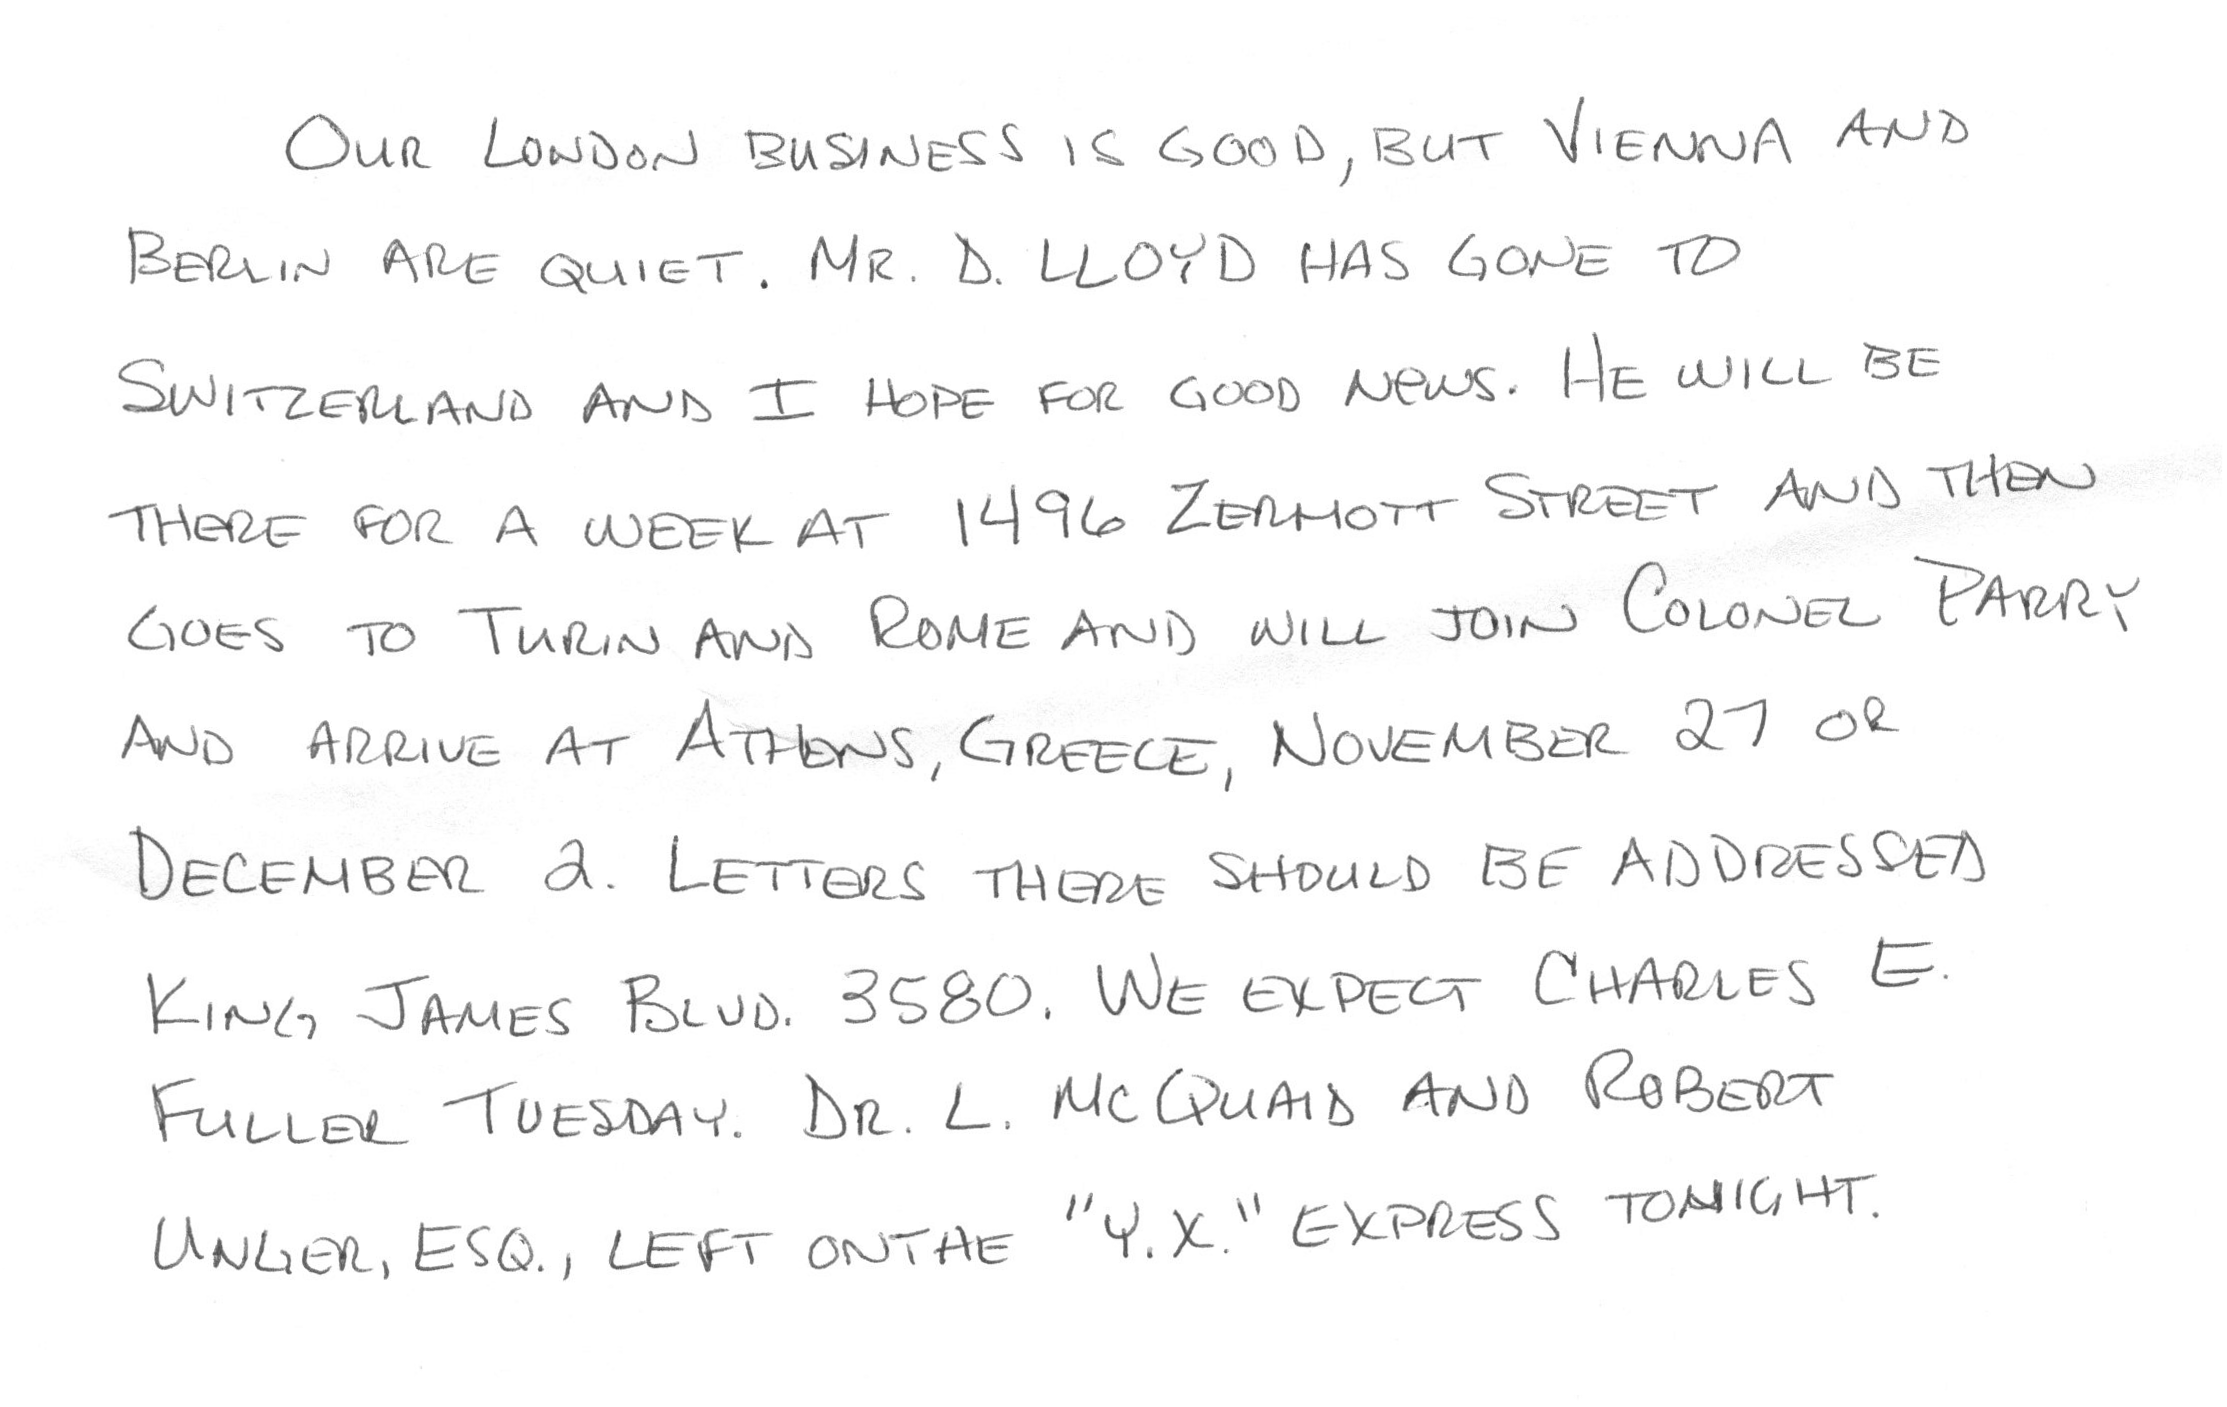 OUR LONDON BUSINESS IS GOOD, BUT VIENNA AND
BERLIN ARE QUIET. MR. D. LLOYD HAS GONE TO
SWITZERLAND AND I HOPE FOR GOOD NEWS. HE WILL BE
THERE FOR A WEEK AT 1496 ZERMOTT STREET AND THEN
GOES TO TURIN AND ROME AND WILL JOIN COLONEL PARRY
AND ARRIVE AT ATHENS, GREECE, NOVEMBER 27 OR
DECEMBER 2. LETTERS THERE SHOULD BE ADDRESSED
KING JAMES BLVD. 3580. WE EXPECT CHARLES E.
FULLER TUESDAY. DR. L. MCQUAID AND ROBERT
UNGER, ESQ., LEFT ON THE "Y.X." EXPRESS TONIGHT.